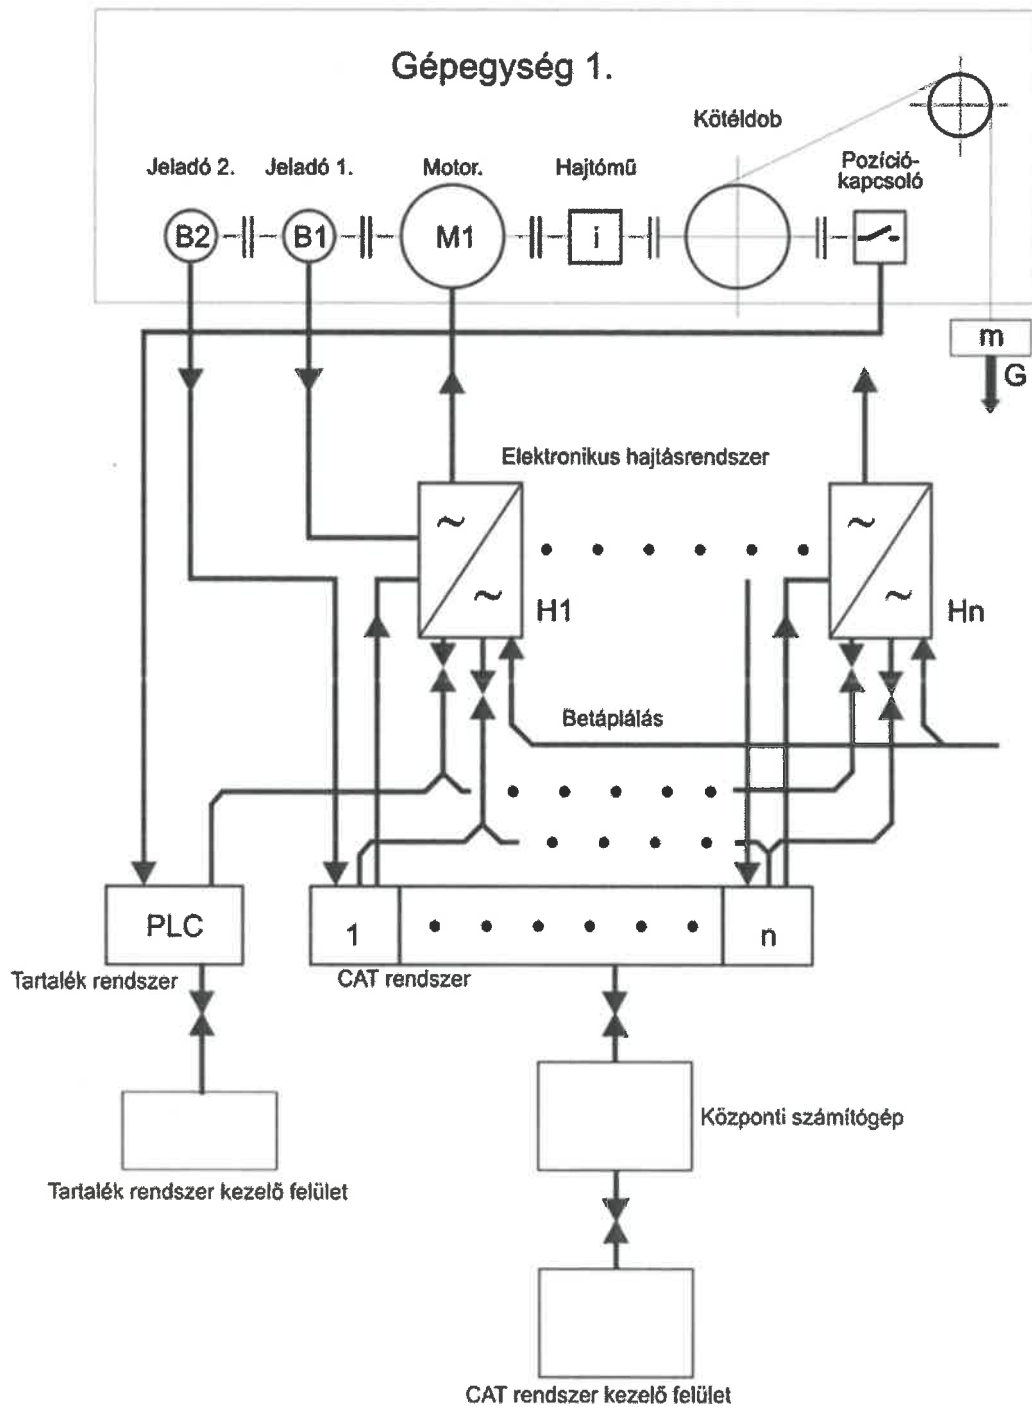 Gépegység 1.
Kötéldob
Jeladó 2.
Jeladó 1.
Motor.
Hajtómű
Pozíció-
kapcsoló
B2
B1
M1
i
m
G
Elektronikus hajtásrendszer
~
~
H1
~
~
Hn
Betáplálás
PLC
1
n
Tartalék rendszer
CAT rendszer
Központi számítógép
Tartalék rendszer kezelő felület
CAT rendszer kezelő felület